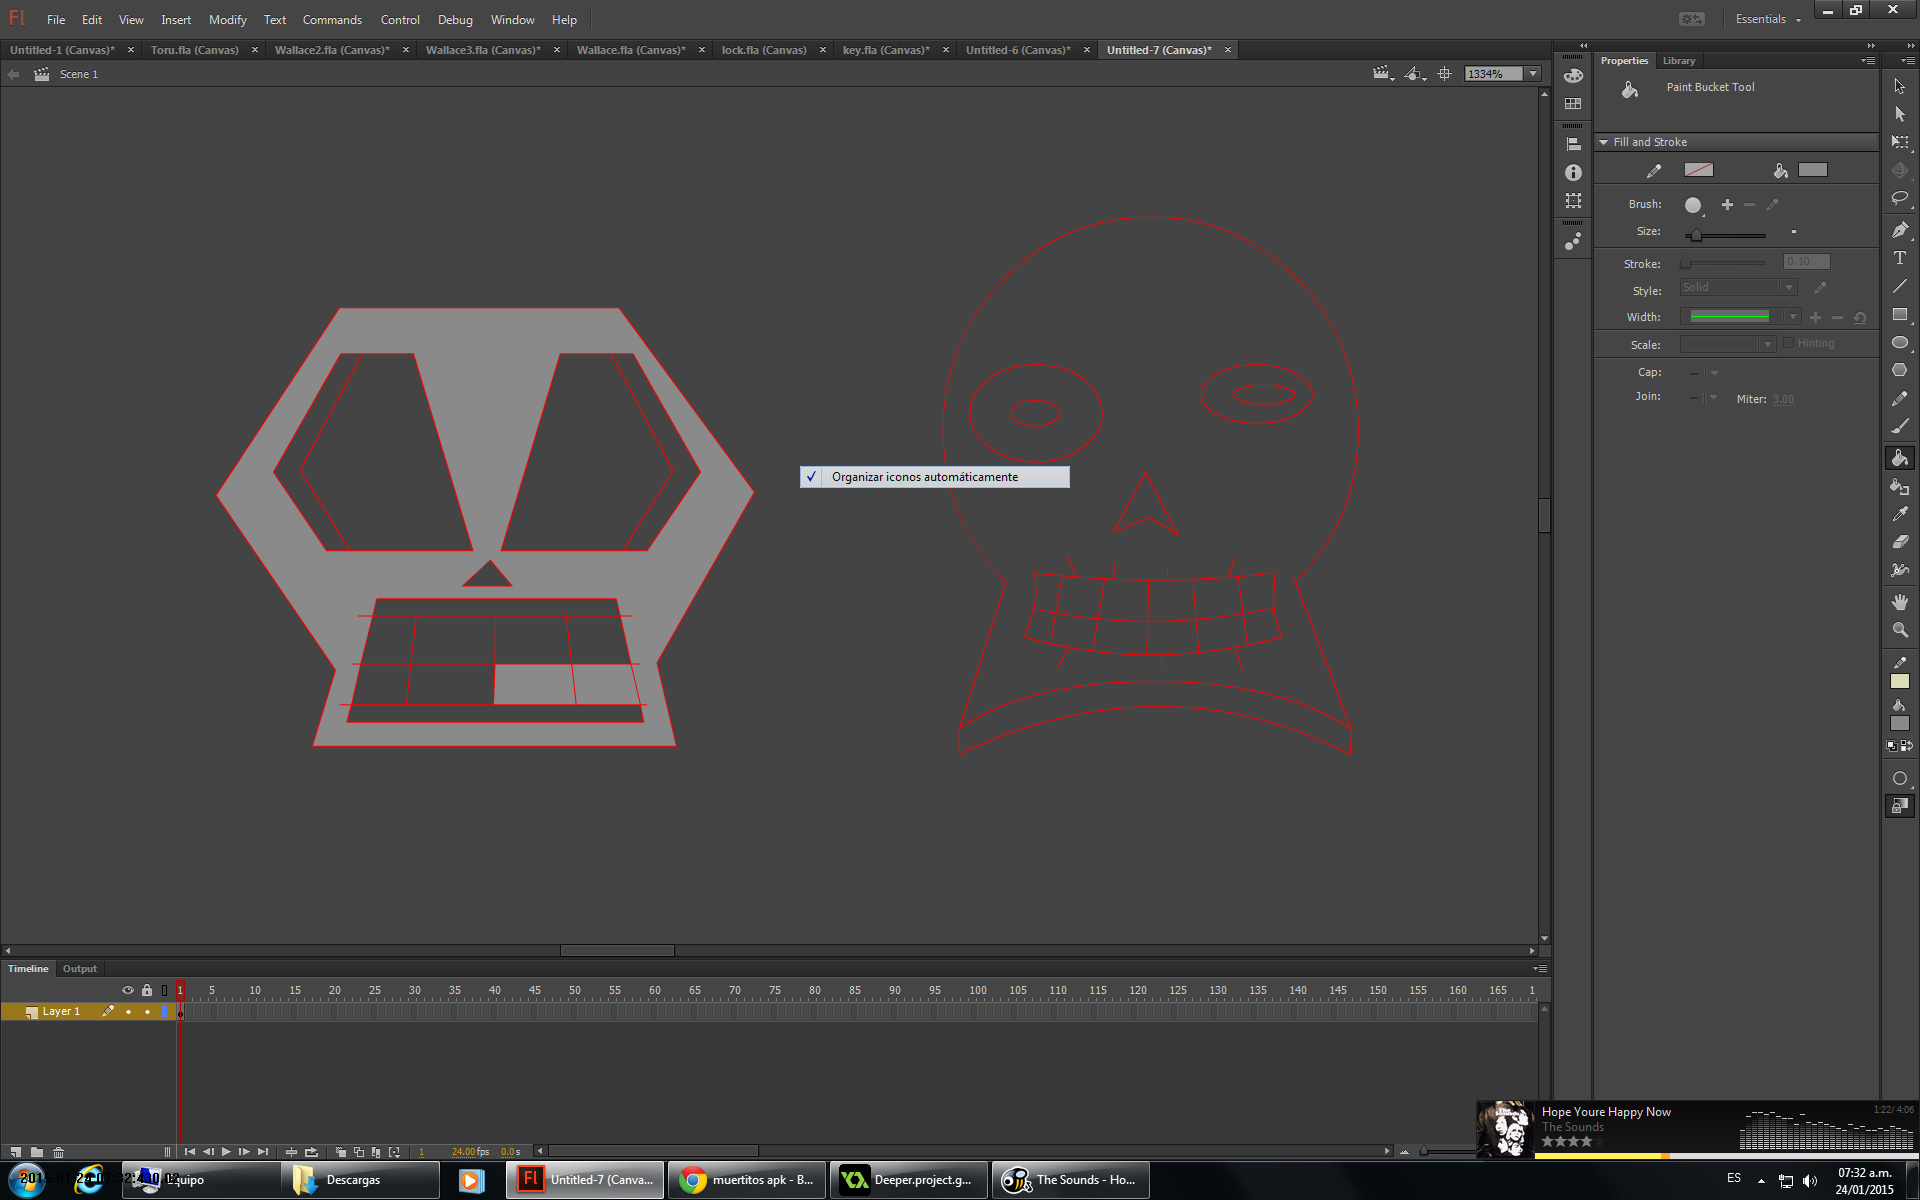 Fl File Edit View Insert Modify Text Commands Control Debug Window Help Essentials
Untitled-1 (Canvas)* Toru.fla (Canvas) Wallace2.fla (Canvas)* Wallace3.fla (Canvas)* Wallace.fla (Canvas)* lock.fla (Canvas) key.fla (Canvas)* Untitled-6 (Canvas)* Untitled-7 (Canvas)*
Scene 1 1334%
Properties Library
Paint Bucket Tool
Fill and Stroke
Brush:
Size:
Stroke: 0,10
Style: Solid
Width:
Scale: Hinting
Cap:
Join: Miter: 3,00
Organizar iconos automáticamente
Timeline Output
1 5 10 15 20 25 30 35 40 45 50 55 60 65 70 75 80 85 90 95 100 105 110 115 120 125 130 135 140 145 150 155 160 165 1
Layer 1
1 24.00 fps 0.0 s
Hope Youre Happy Now 1:22/ 4:06
The Sounds
Equipo Descargas Fl Untitled-7 (Canva... muertitos apk - B... Deeper.project.g... The Sounds - Ho... ES
07:32 a.m.
24/01/2015